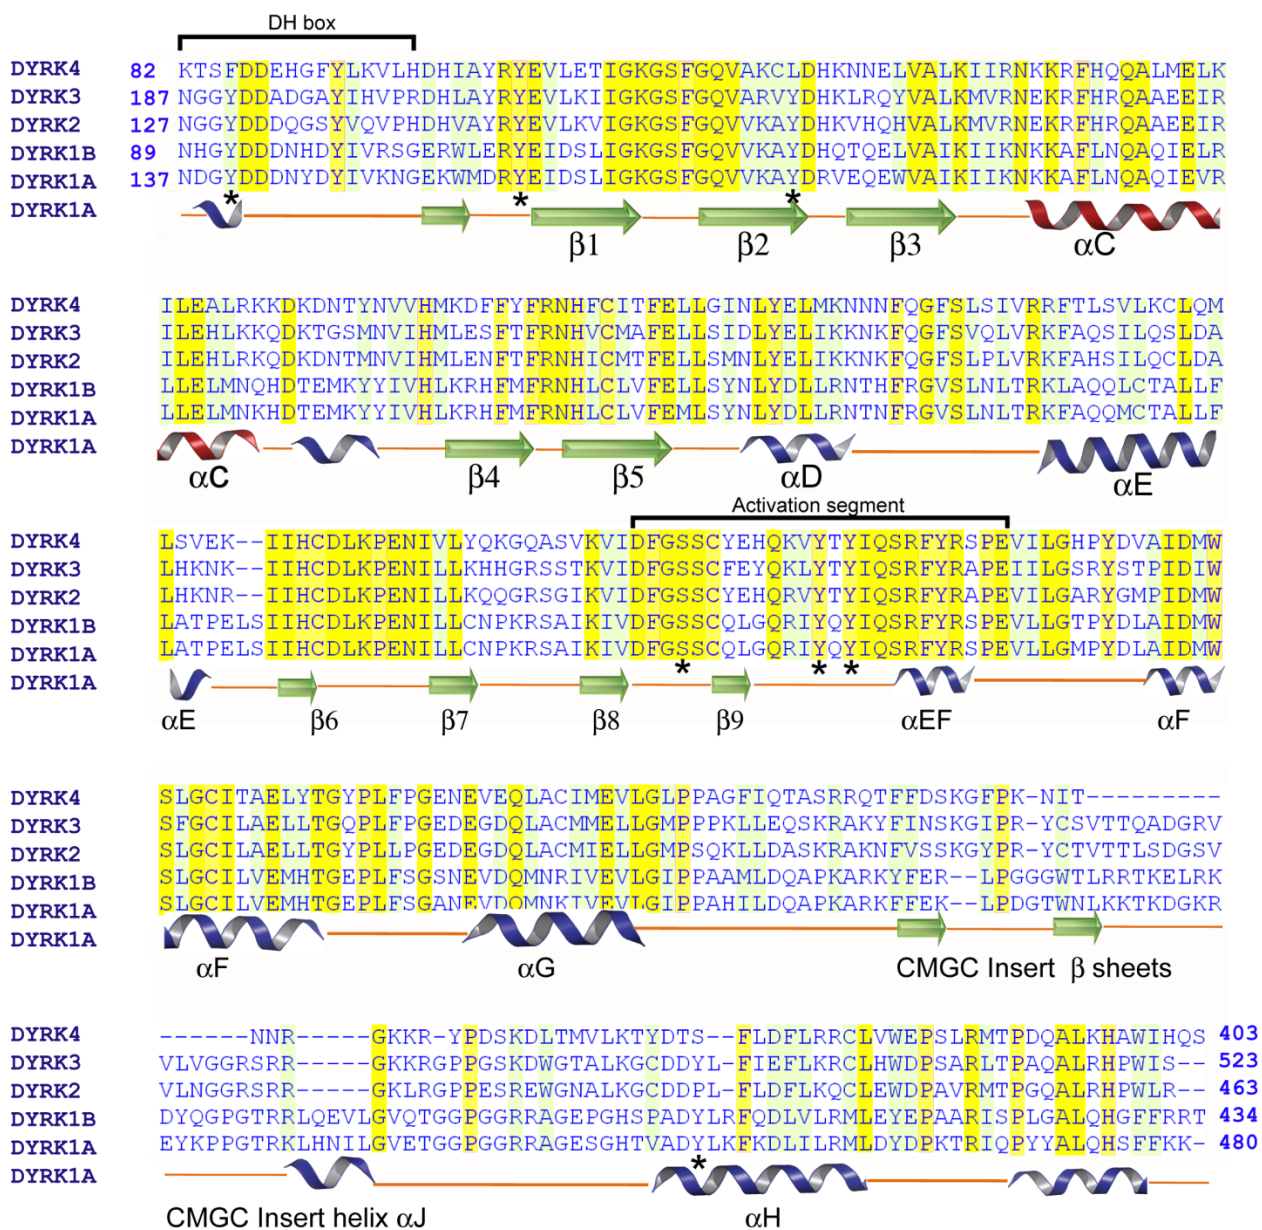 DH box
DYRK4 82 KTSFDDEHGFYLKVLHDHIAYRYEVLETIGKGSFGQVAKCLDHKNNELVALKIIRNKKRFHQQALMELK
DYRK3 187 NGGYDDADGAYIHVPRDHLAYRYEVLKIIGKGSFGQVARVYDHKLRQYVALKMVRNEKRFHRQAAEEIR
DYRK2 127 NGGYDDDQGSYVQVPHDHVAYRYEVLKVIGKGSFGQVVKAYDHKVHQHVALKMVRNEKRFHRQAAEEIR
DYRK1B 89 NHGYDDDNHDYIVRSGERWLERYEIDSLIGKGSFGQVVKAYDHQTQELVAIKIIKNKKAFLNQAQIELR
DYRK1A 137 NDGYDDDNYDYIVKNGEKWMDRYEIDSLIGKGSFGQVVKAYDRVEQEWVAIKIIKNKKAFLNQAQIEVR
* * *
DYRK1A
β1 β2 β3 αC
DYRK4 ILEALRKKDKDNTYNVVHMKDFFYFRNHFCITFELLGINLYELMKNNNFQGFSLSIVRRFTLSVLKCLQM
DYRK3 ILEHLKKQDKTGSMNVIHMLESFTFRNHVCMAFELLSIDLYELIKKNKFQGFSVQLVRKFAQSILQSLDA
DYRK2 ILEHLRKQDKDNTMNVIHMLENFTFRNHICMTFELLSMNLYELIKKNKFQGFSLPLVRKFAHSILQCLDA
DYRK1B LLELMNQHDTEMKYYIVHLKRHFMFRNHLCLVFELLSYNLYDLLRNTHFRGVSLNLTRKLAQQLCTALLF
DYRK1A LLELMNKHDTEMKYYIVHLKRHFMFRNHLCLVFEMLSYNLYDLLRNTNFRGVSLNLTRKFAQQMCTALLF
DYRK1A
αC β4 β5 αD αE
Activation segment
DYRK4 LSVEK--IIHCDLKPENIVLYQKGQASVKVIDFGSSCYEHQKVYTYIQSRFYRSPEVILGHPYDVAIDMW
DYRK3 LHKNK--IIHCDLKPENILLKHHGRSSTKVIDFGSSCFEYQKLYTYIQSRFYRAPEIILGSRYSTPIDIW
DYRK2 LHKNR--IIHCDLKPENILLKQQGRSGIKVIDFGSSCYEHQRVYTYIQSRFYRAPEVILGARYGMPIDMW
DYRK1B LATPELSIIHCDLKPENILLCNPKRSAIKIVDFGSSCQLGQRIYQYIQSRFYRSPEVLLGTPYDLAIDMW
DYRK1A LATPELSIIHCDLKPENILLCNPKRSAIKIVDFGSSCQLGQRIYQYIQSRFYRSPEVLLGMPYDLAIDMW
* * *
DYRK1A
αE β6 β7 β8 β9 αEF αF
DYRK4 SLGCITAELYTGYPLFPGENEVEQLACIMEVLGLPPAGFIQTASRRQTFFDSKGFPK-NIT---------
DYRK3 SFGCILAELLTGQPLFPGEDEGDQLACMMELLGMPPPKLLEQSKRAKYFINSKGIPR-YCSVTTQADGRV
DYRK2 SLGCILAELLTGYPLLPGEDEGDQLACMIELLGMPSQKLLDASKRAKNFVSSKGYPR-YCTVTTLSDGSV
DYRK1B SLGCILVEMHTGEPLFSGSNEVDQMNRIVEVLGIPPAAMLDQAPKARKYFER--LPGGGWTLRRTKELRK
DYRK1A SLGCILVEMHTGEPLFSGANEVDQMNKIVEVLGIPPAHILDQAPKARKFFEK--LPDGTWNLKKTKDGKR
DYRK1A
αF αG CMGC Insert β sheets
DYRK4 ------NNR-----GKKR-YPDSKDLTMVLKTYDTS--FLDFLRRCLVWEPSLRMTPDQALKHAWIHQS 403
DYRK3 VLVGGRSRR-----GKKRGPPGSKDWGTALKGCDDYL-FIEFLKRCLHWDPSARLTPAQALRHPWISKS 523
DYRK2 VLNGGRSRR-----GKLRGPPESREWGNALKGCDDPL-FLDFLKQCLEWDPAVRMTPGQALRHPWLR-- 463
DYRK1B DYQGPGTRRLQEVLGVQTGGPGGRRAGEPGHSPADYLRFQDLVLRMLEYEPAARISPLGALQHGFFRRT 434
DYRK1A EYKPPGTRKLHNILGVETGGPGGRRAGESGHTVADYLKFKDLILRMLDYDPKTRIQPYYALQHSFFKK- 480
*
DYRK1A
CMGC Insert helix αJ αH